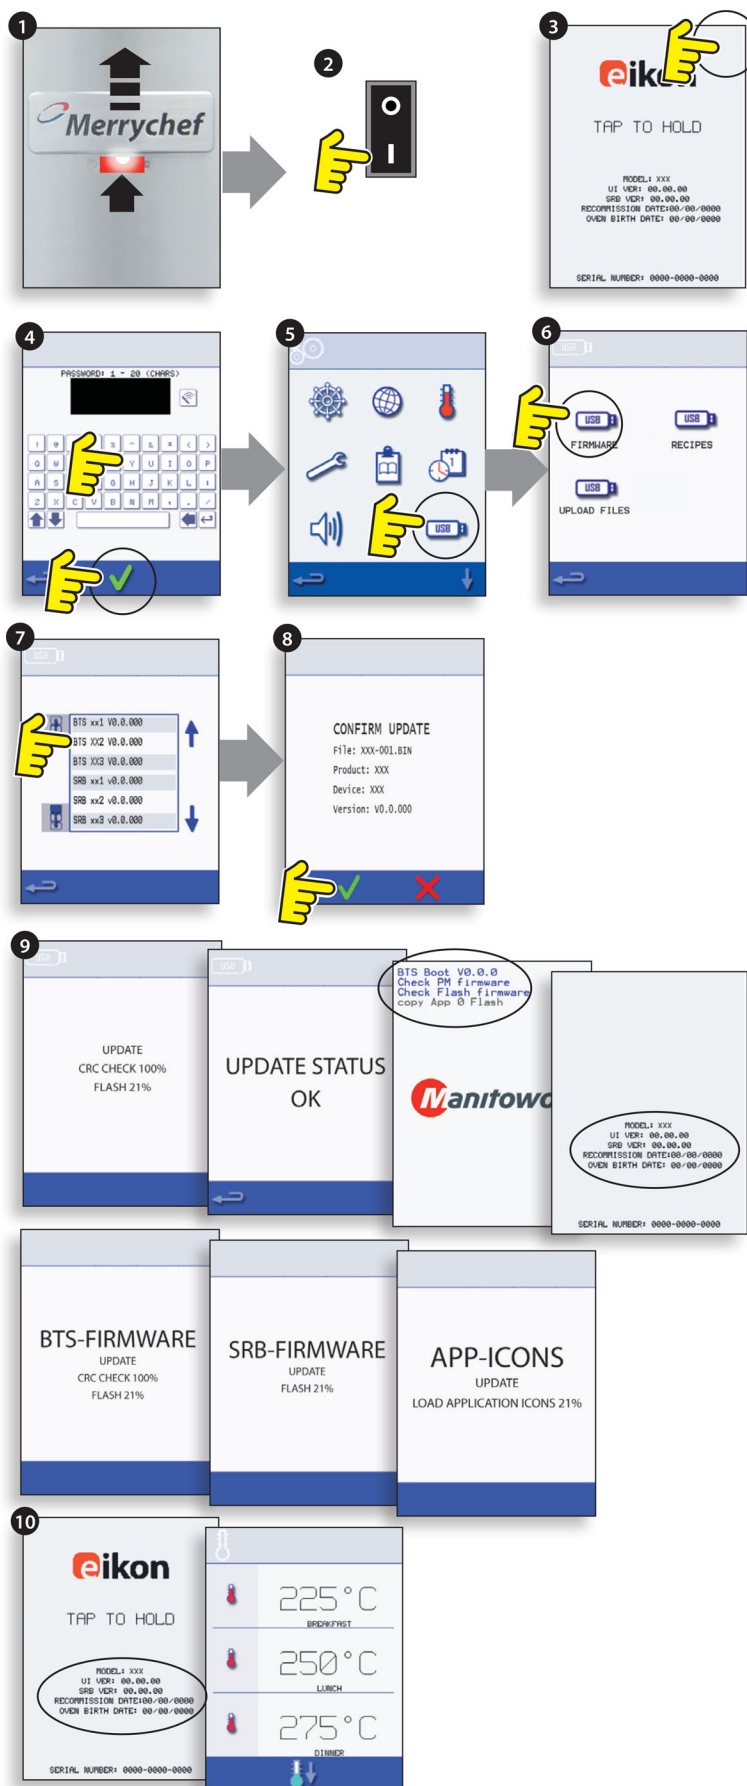 1
Merrychef
2
O
I
3
eikon
TAP TO HOLD
MODEL: XXX
UI VER: 00.00.00
SRB VER: 00.00.00
RECOMMISSION DATE:00/00/0000
OVEN BIRTH DATE: 00/00/0000
SERIAL NUMBER: 0000-0000-0000
4
PASSWORD: 1 - 20 (CHARS)
! @ % ^ & * ( )
Q W Y U I O P
A S G H J K L :
Z X C V B N M , . /
5
1
USB
6
USB
USB
FIRMWARE
USB
RECIPES
USB
UPLOAD FILES
7
USB
BTS xx1 V0.0.000
BTS XX2 V0.0.000
BTS XX3 V0.0.000
SRB xx1 v0.0.000
SRB xx2 v0.0.000
SRB xx3 v0.0.000
8
CONFIRM UPDATE
File: XXX-001.BIN
Product: XXX
Device: XXX
Version: V0.0.000
9
USB
UPDATE
CRC CHECK 100%
FLASH 21%
USB
UPDATE STATUS
OK
BTS Boot V0.0.0
Check PM firmware
Check Flash firmware
copy App 0 Flash
Manitowo
MODEL: XXX
UI VER: 00.00.00
SRB VER: 00.00.00
RECOMMISSION DATE:00/00/0000
OVEN BIRTH DATE: 00/00/0000
SERIAL NUMBER: 0000-0000-0000
BTS-FIRMWARE
UPDATE
CRC CHECK 100%
FLASH 21%
SRB-FIRMWARE
UPDATE
FLASH 21%
APP-ICONS
UPDATE
LOAD APPLICATION ICONS 21%
10
eikon
TAP TO HOLD
MODEL: XXX
UI VER: 00.00.00
SRB VER: 00.00.00
RECOMMISSION DATE:00/00/0000
OVEN BIRTH DATE: 00/00/0000
SERIAL NUMBER: 0000-0000-0000
225°C
BREAKFAST
250°C
LUNCH
275°C
DINNER